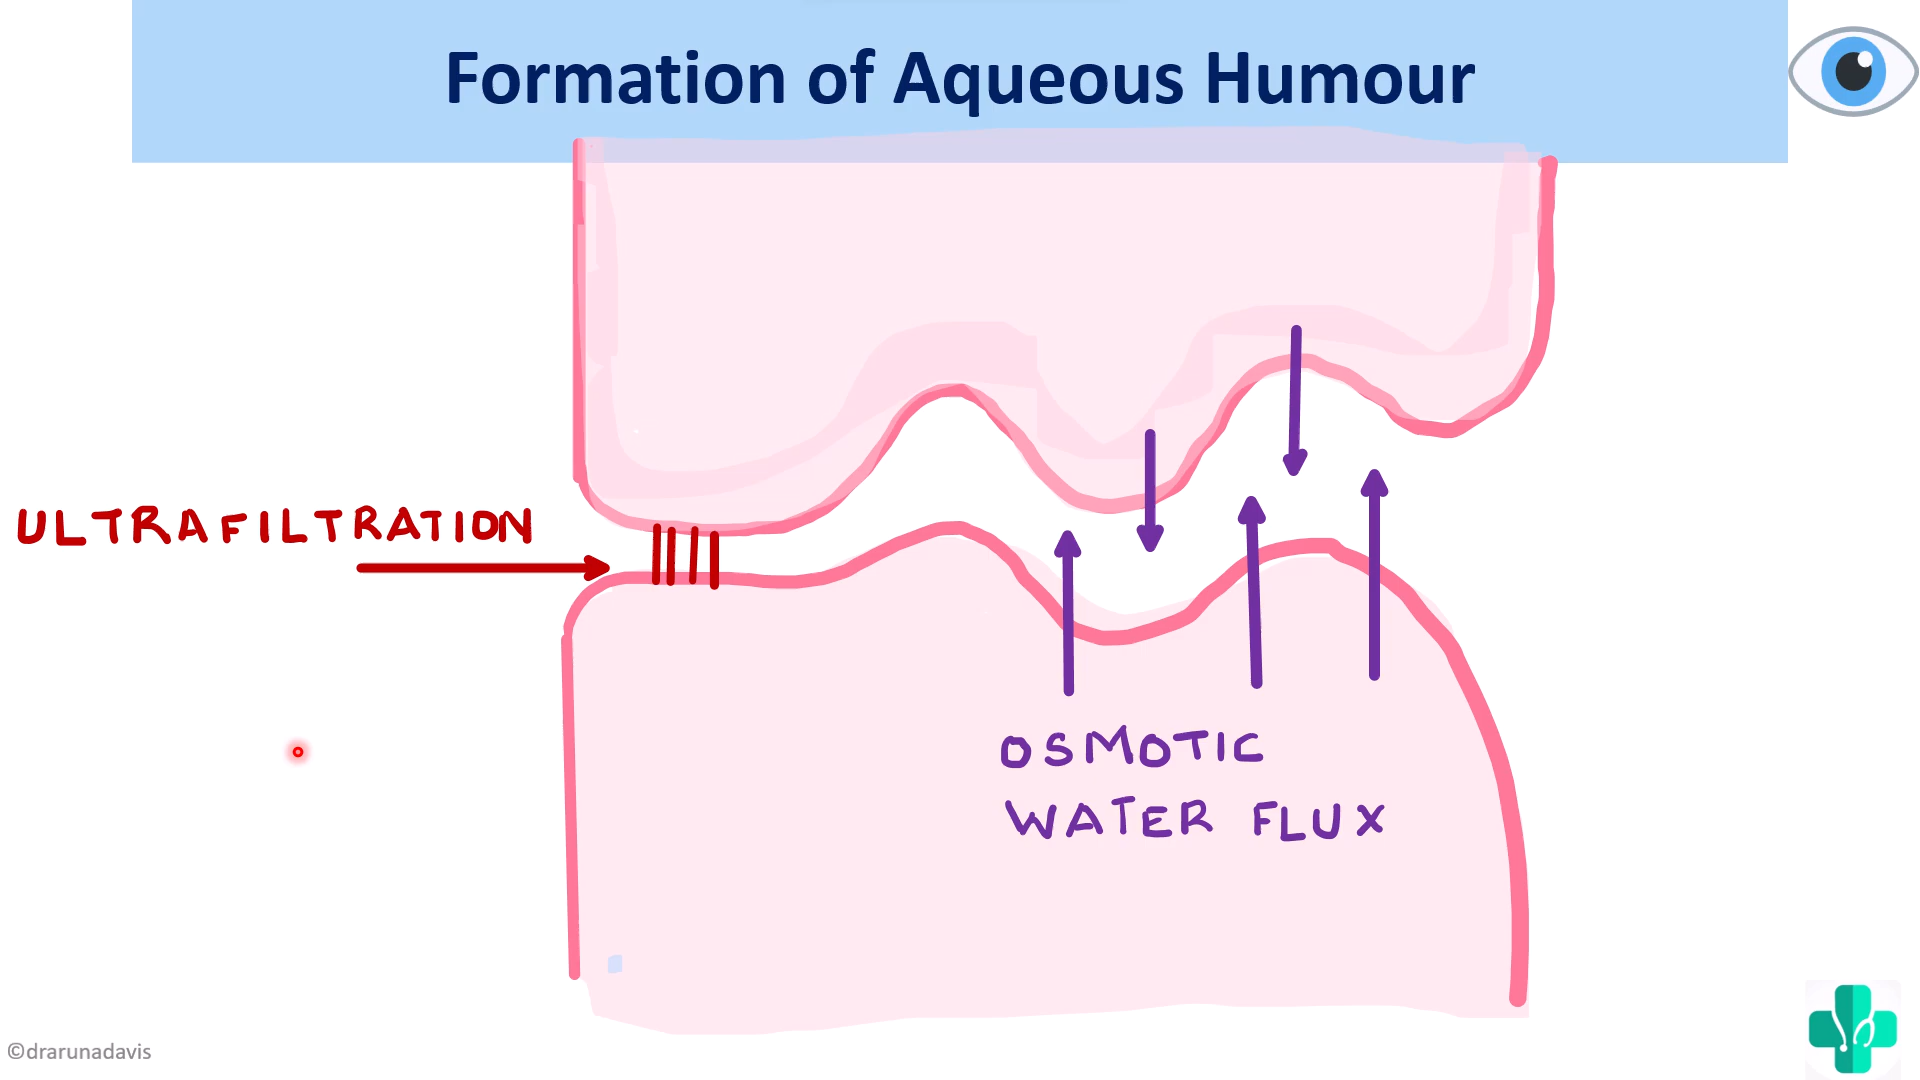 Formation of Aqueous Humour
ULTRAFILTRATION
OSMOTIC
WATER FLUX
©drarunadavis